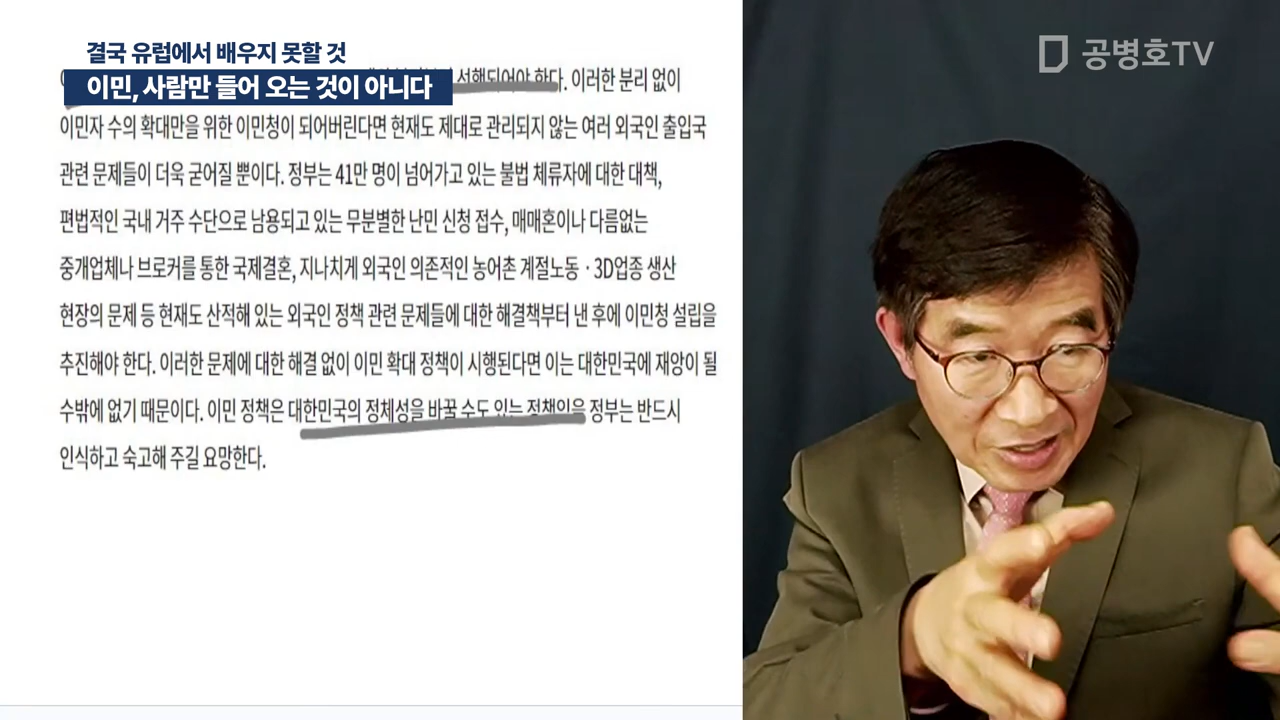 결국 유럽에서 배우지 못할 것
이민, 사람만 들어 오는 것이 아니다
공병호TV
선행되어야 한다. 이러한 분리 없이
이민자 수의 확대만을 위한 이민청이 되어버린다면 현재도 제대로 관리되지 않는 여러 외국인 출입국
관련 문제들이 더욱 굳어질 뿐이다. 정부는 41만 명이 넘어가고 있는 불법 체류자에 대한 대책,
편법적인 국내 거주 수단으로 남용되고 있는 무분별한 난민 신청 접수, 매매혼이나 다름없는
중개업체나 브로커를 통한 국제결혼, 지나치게 외국인 의존적인 농어촌 계절노동 · 3D업종 생산
현장의 문제 등 현재도 산적해 있는 외국인 정책 관련 문제들에 대한 해결책부터 낸 후에 이민청 설립을
추진해야 한다. 이러한 문제에 대한 해결 없이 이민 확대 정책이 시행된다면 이는 대한민국에 재앙이 될
수밖에 없기 때문이다. 이민 정책은 대한민국의 정체성을 바꿀 수도 있는 정책임을 정부는 반드시
인식하고 숙고해 주길 요망한다.